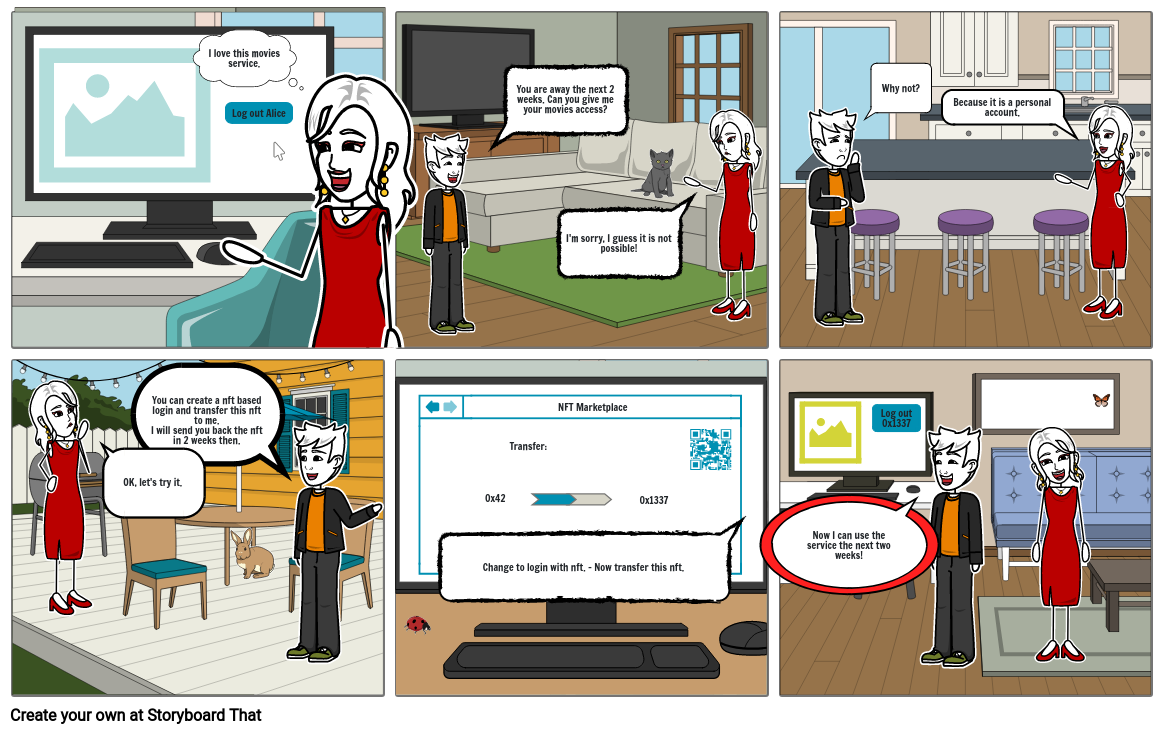 I love this movies
service.
Log out Alice
You are away the next 2
weeks. Can you give me
your movies access?
I'm sorry, I guess it is not
possible!
Why not?
Because it is a personal
account.
You can create a nft based
login and transfer this nft
to me.
I will send you back the nft
in 2 weeks then.
OK, let's try it.
NFT Marketplace
Transfer:
0x42
0x1337
Change to login with nft. - Now transfer this nft.
Log out
0x1337
Now I can use the
service the next two
weeks!
Create your own at Storyboard That